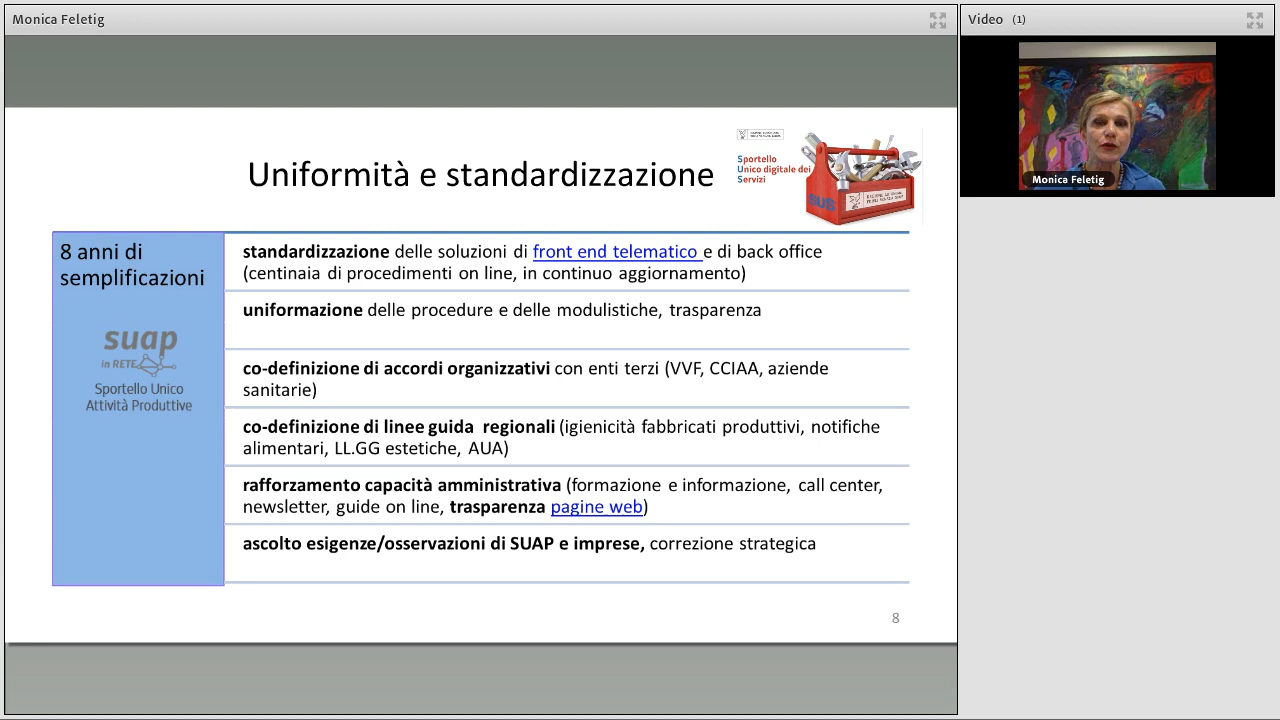 Monica Feletig
Video (1)
Monica Feletig
Uniformità e standardizzazione
Sportello
Unico digitale dei
Servizi
SUS
8 anni di
semplificazioni
suap
in RETE
Sportello Unico
Attività Produttive
standardizzazione delle soluzioni di front end telematico e di back office
(centinaia di procedimenti on line, in continuo aggiornamento)
uniformazione delle procedure e delle modulistiche, trasparenza
co-definizione di accordi organizzativi con enti terzi (VVF, CCIAA, aziende
sanitarie)
co-definizione di linee guida regionali (igienicità fabbricati produttivi, notifiche
alimentari, LL.GG estetiche, AUA)
rafforzamento capacità amministrativa (formazione e informazione, call center,
newsletter, guide on line, trasparenza pagine web)
ascolto esigenze/osservazioni di SUAP e imprese, correzione strategica
8